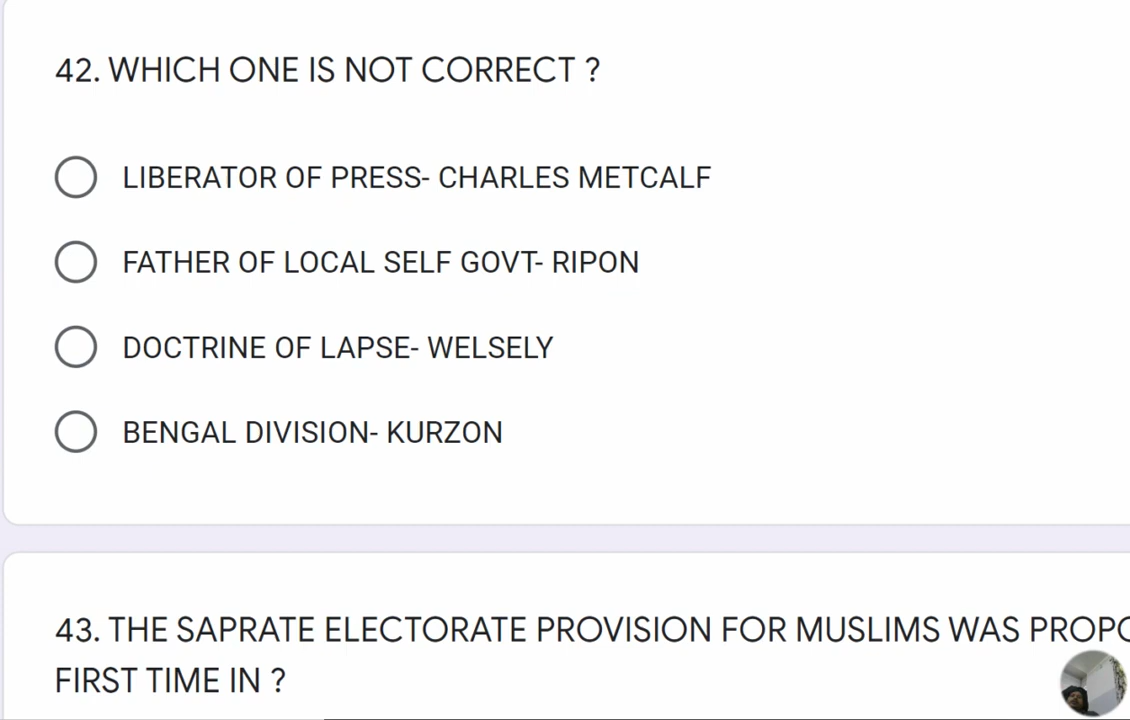 42. WHICH ONE IS NOT CORRECT ?
LIBERATOR OF PRESS- CHARLES METCALF
FATHER OF LOCAL SELF GOVT- RIPON
DOCTRINE OF LAPSE- WELSELY
BENGAL DIVISION- KURZON
43. THE SAPRATE ELECTORATE PROVISION FOR MUSLIMS WAS PROPO
FIRST TIME IN ?